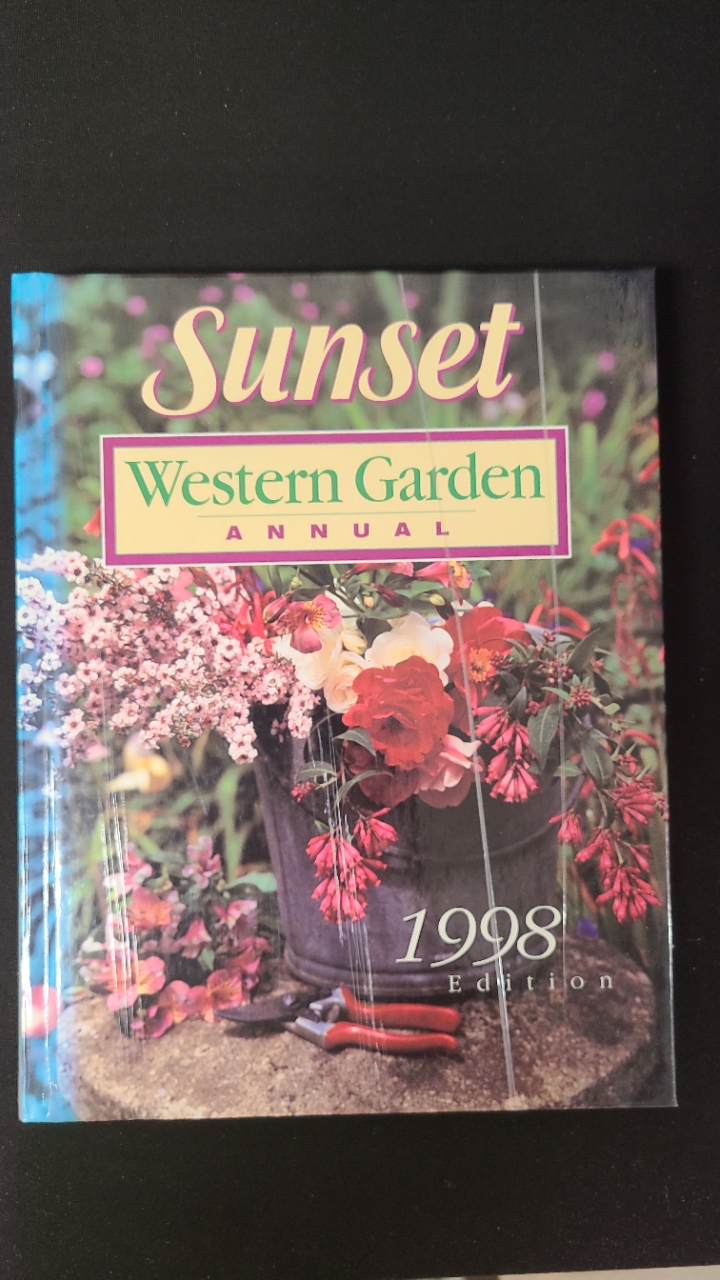 Sunset
Western Garden
ANNUAL
1998
Edition